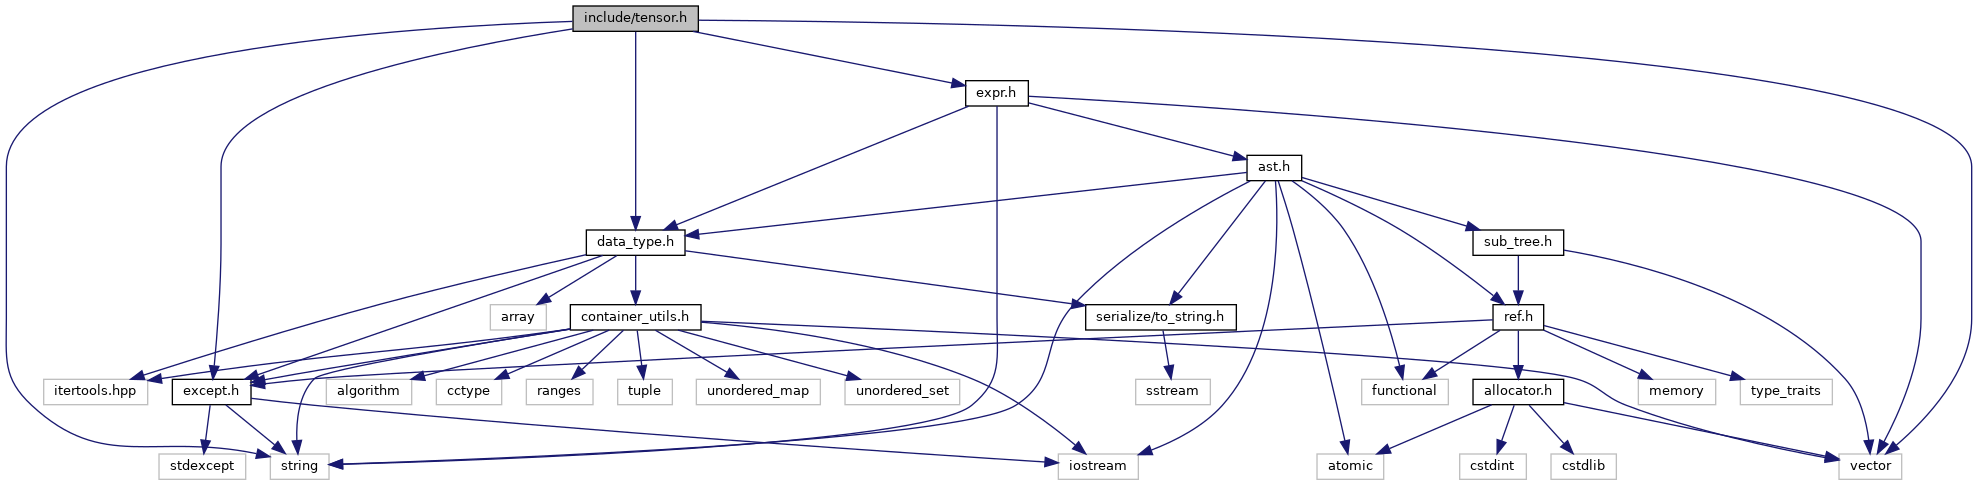 include/tensor.h
expr.h
ast.h
data_type.h
sub_tree.h
array
container_utils.h
serialize/to_string.h
ref.h
itertools.hpp
except.h
algorithm
cctype
ranges
tuple
unordered_map
unordered_set
sstream
functional
allocator.h
memory
type_traits
stdexcept
string
iostream
atomic
cstdint
cstdlib
vector